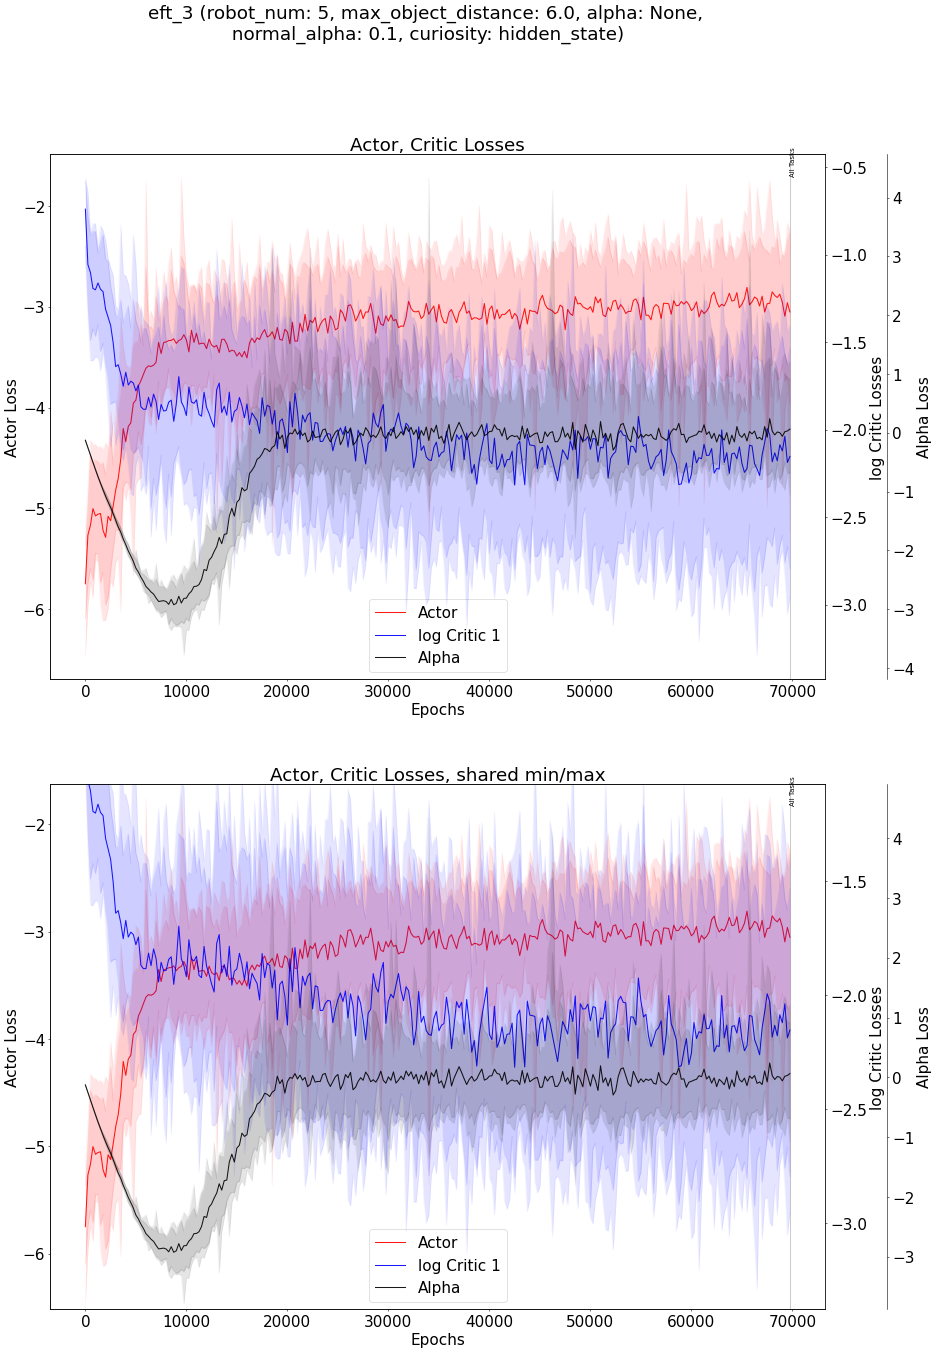 eft_3 (robot_num: 5, max_object_distance: 6.0, alpha: None,
normal_alpha: 0.1, curiosity: hidden_state)
Actor, Critic Losses
All Tasks
−2
−3
−4
−5
−6
Actor Loss
−0.5
−1.0
−1.5
−2.0
−2.5
−3.0
log Critic Losses
4
3
2
1
0
−1
−2
−3
−4
Alpha Loss
Actor
log Critic 1
Alpha
0 10000 20000 30000 40000 50000 60000 70000
Epochs
Actor, Critic Losses, shared min/max
All Tasks
−2
−3
−4
−5
−6
Actor Loss
−1.5
−2.0
−2.5
−3.0
log Critic Losses
4
3
2
1
0
−1
−2
−3
Alpha Loss
Actor
log Critic 1
Alpha
0 10000 20000 30000 40000 50000 60000 70000
Epochs